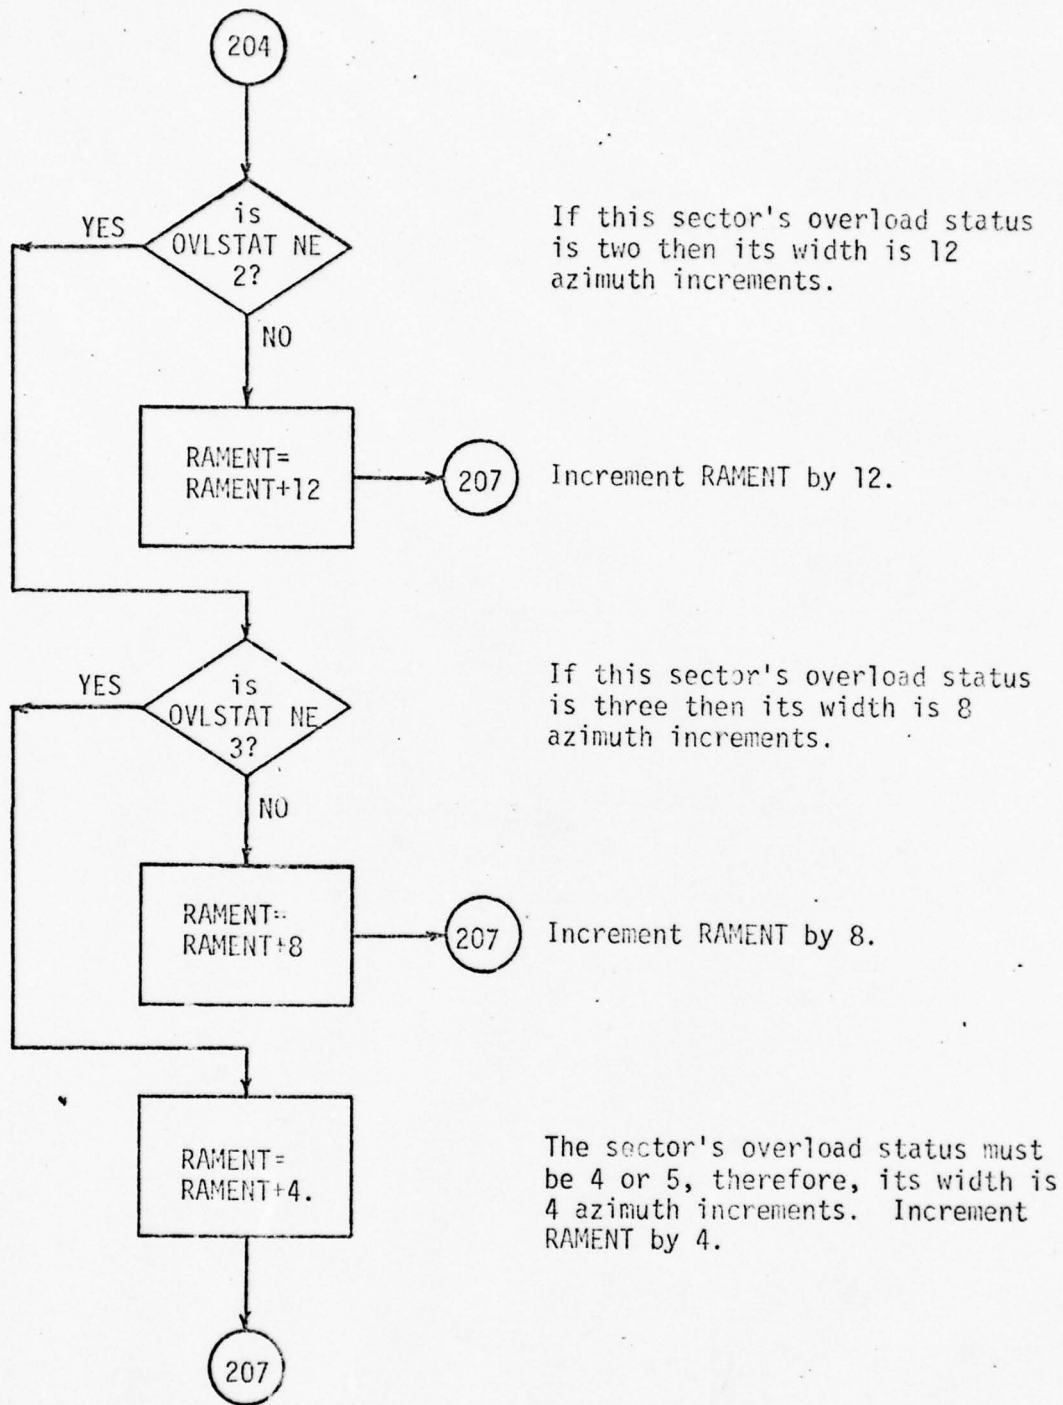 204
YES
is
OVLSTAT NE
2?
If this sector's overload status
is two then its width is 12
azimuth increments.
NO
RAMENT=
RAMENT+12
207
Increment RAMENT by 12.
YES
is
OVLSTAT NE
3?
If this sector's overload status
is three then its width is 8
azimuth increments.
NO
RAMENT=
RAMENT+8
207
Increment RAMENT by 8.
RAMENT=
RAMENT+4.
The sector's overload status must
be 4 or 5, therefore, its width is
4 azimuth increments. Increment
RAMENT by 4.
207